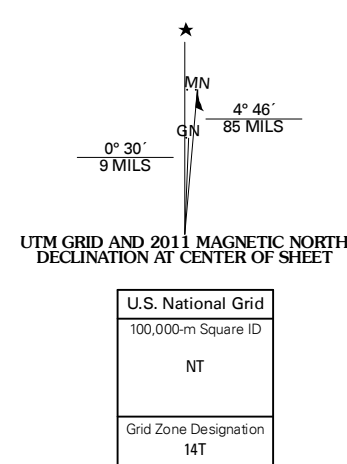 MN
GN
4° 46´
85 MILS
0° 30´
9 MILS
UTM GRID AND 2011 MAGNETIC NORTH
DECLINATION AT CENTER OF SHEET
U.S. National Grid
100,000-m Square ID
NT
Grid Zone Designation
14T